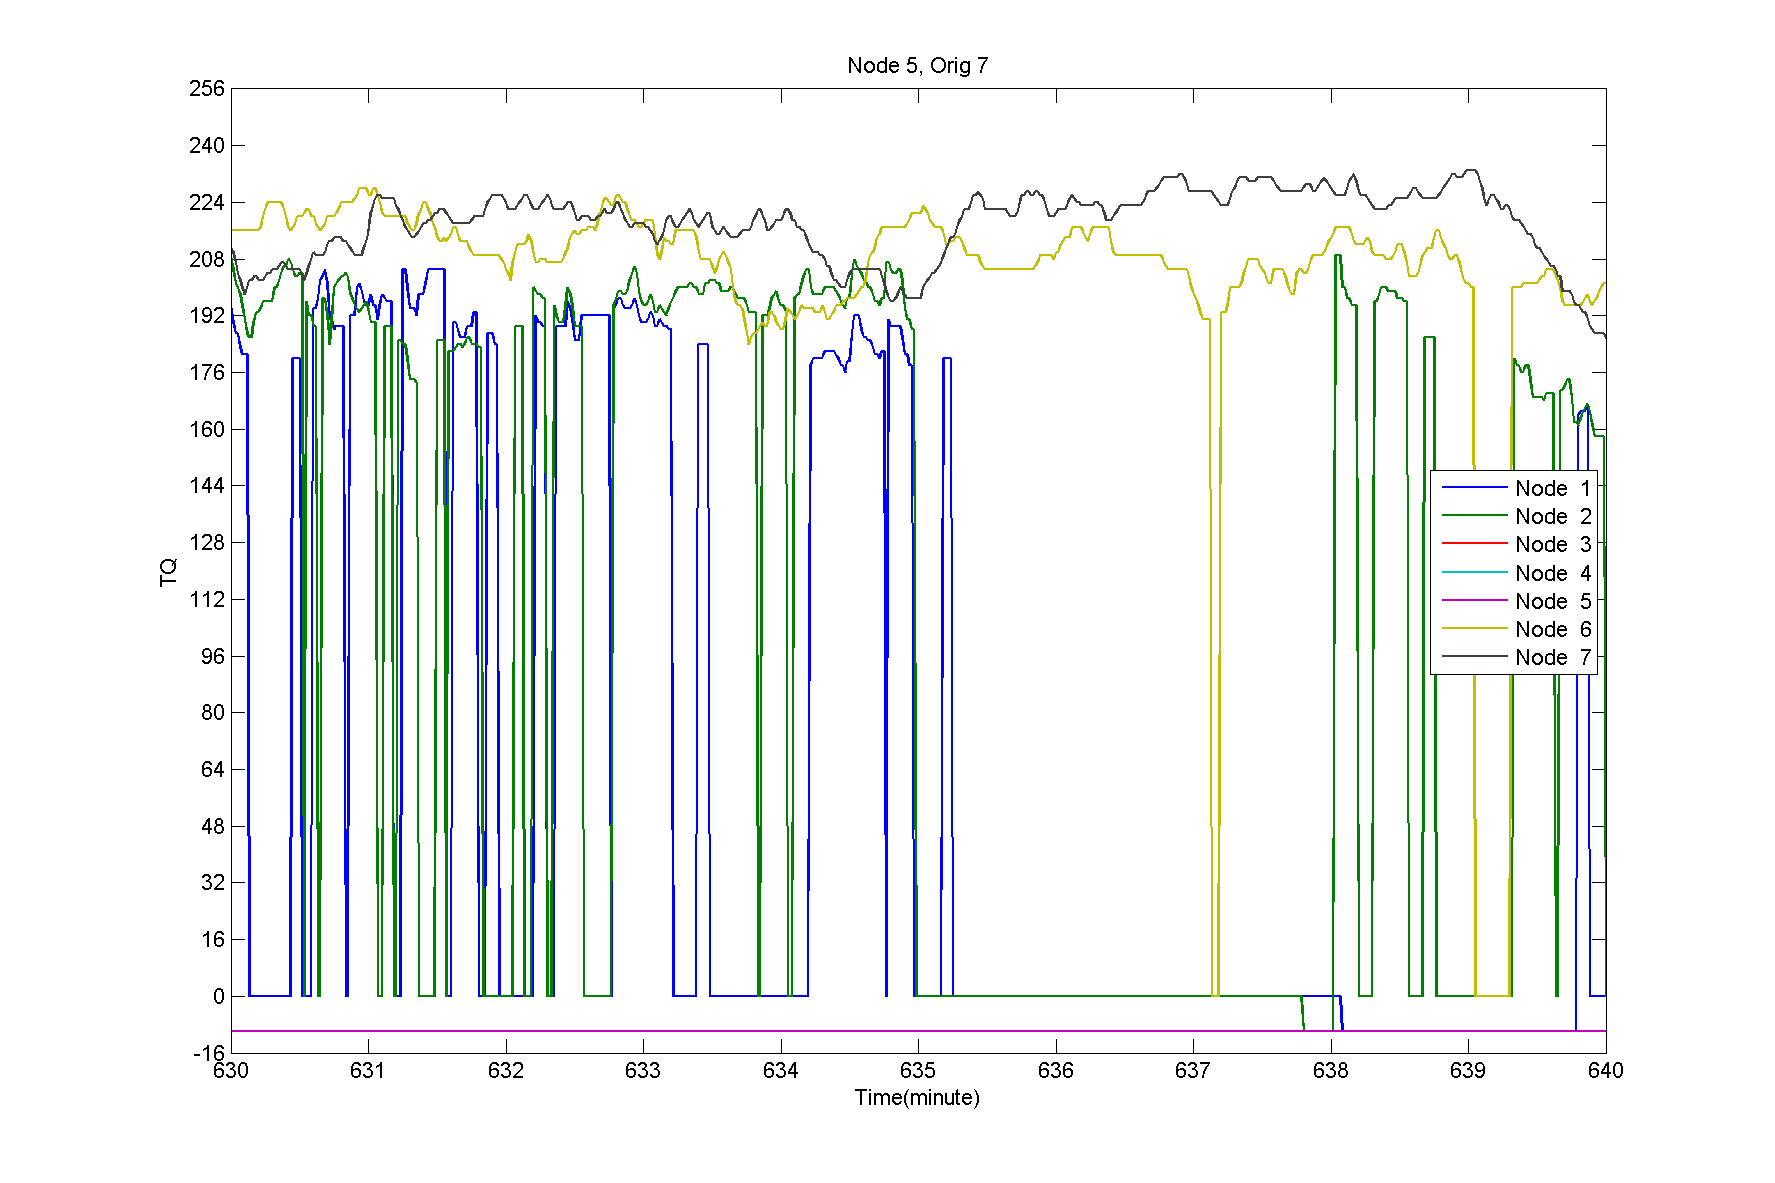 Node 5, Orig 7
256
240
224
208
192
176
160
144
128
112
96
80
64
48
32
16
0
-16
TQ
Node 1
Node 2
Node 3
Node 4
Node 5
Node 6
Node 7
630 631 632 633 634 635 636 637 638 639 640
Time(minute)